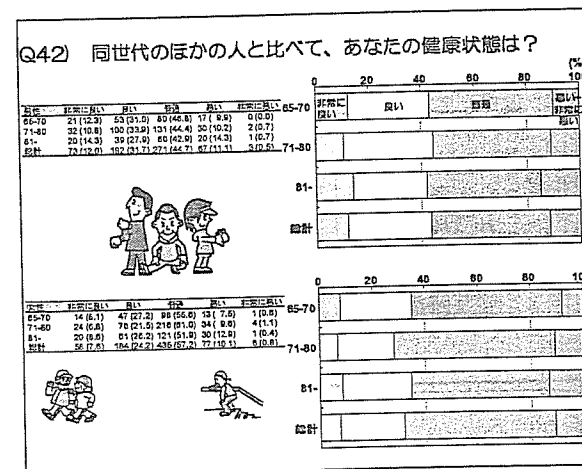 Q42) 同世代のほかの人と比べて、あなたの健康状態は？
(%)
0 20 40 60 80 100
男性 非常に良い 良い 普通 悪い 非常に悪い
65-70 21 (12.3) 53 (31.0) 80 (46.8) 17 ( 9.9) 0 (0.0)
71-80 32 (10.8) 100 (33.9) 131 (44.4) 30 (10.2) 2 (0.7)
81- 20 (14.3) 39 (27.9) 60 (42.9) 20 (14.3) 1 (0.7)
総計 73 (12.0) 192 (31.7) 271 (44.7) 67 (11.1) 3 (0.5)
65-70 非常に良い 良い 普通 悪い＋非常に悪い
71-80
81-
総計
0 20 40 60 80 100
女性 非常に良い 良い 普通 悪い 非常に悪い
65-70 14 (8.1) 47 (27.2) 98 (56.6) 13 ( 7.5) 1 (0.6)
71-80 24 (6.8) 76 (21.5) 216 (61.0) 34 ( 9.6) 4 (1.1)
81- 20 (8.6) 61 (26.2) 121 (51.9) 30 (12.9) 1 (0.4)
総計 58 (7.6) 184 (24.2) 435 (57.2) 77 (10.1) 6 (0.8)
65-70
71-80
81-
総計